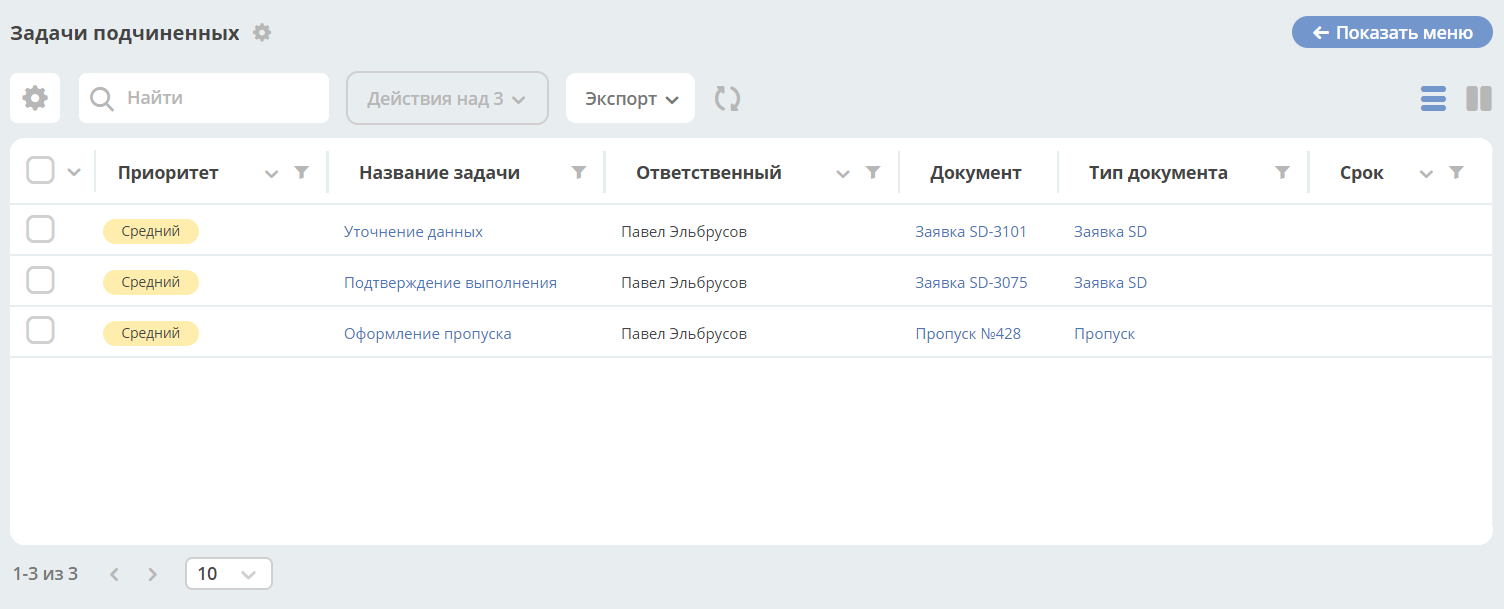 Задачи подчиненных
Показать меню
Найти
Действия над 3
Экспорт
Приоритет Название задачи Ответственный Документ Тип документа Срок
Средний Уточнение данных Павел Эльбрусов Заявка SD-3101 Заявка SD
Средний Подтверждение выполнения Павел Эльбрусов Заявка SD-3075 Заявка SD
Средний Оформление пропуска Павел Эльбрусов Пропуск №428 Пропуск
1-3 из 3 10